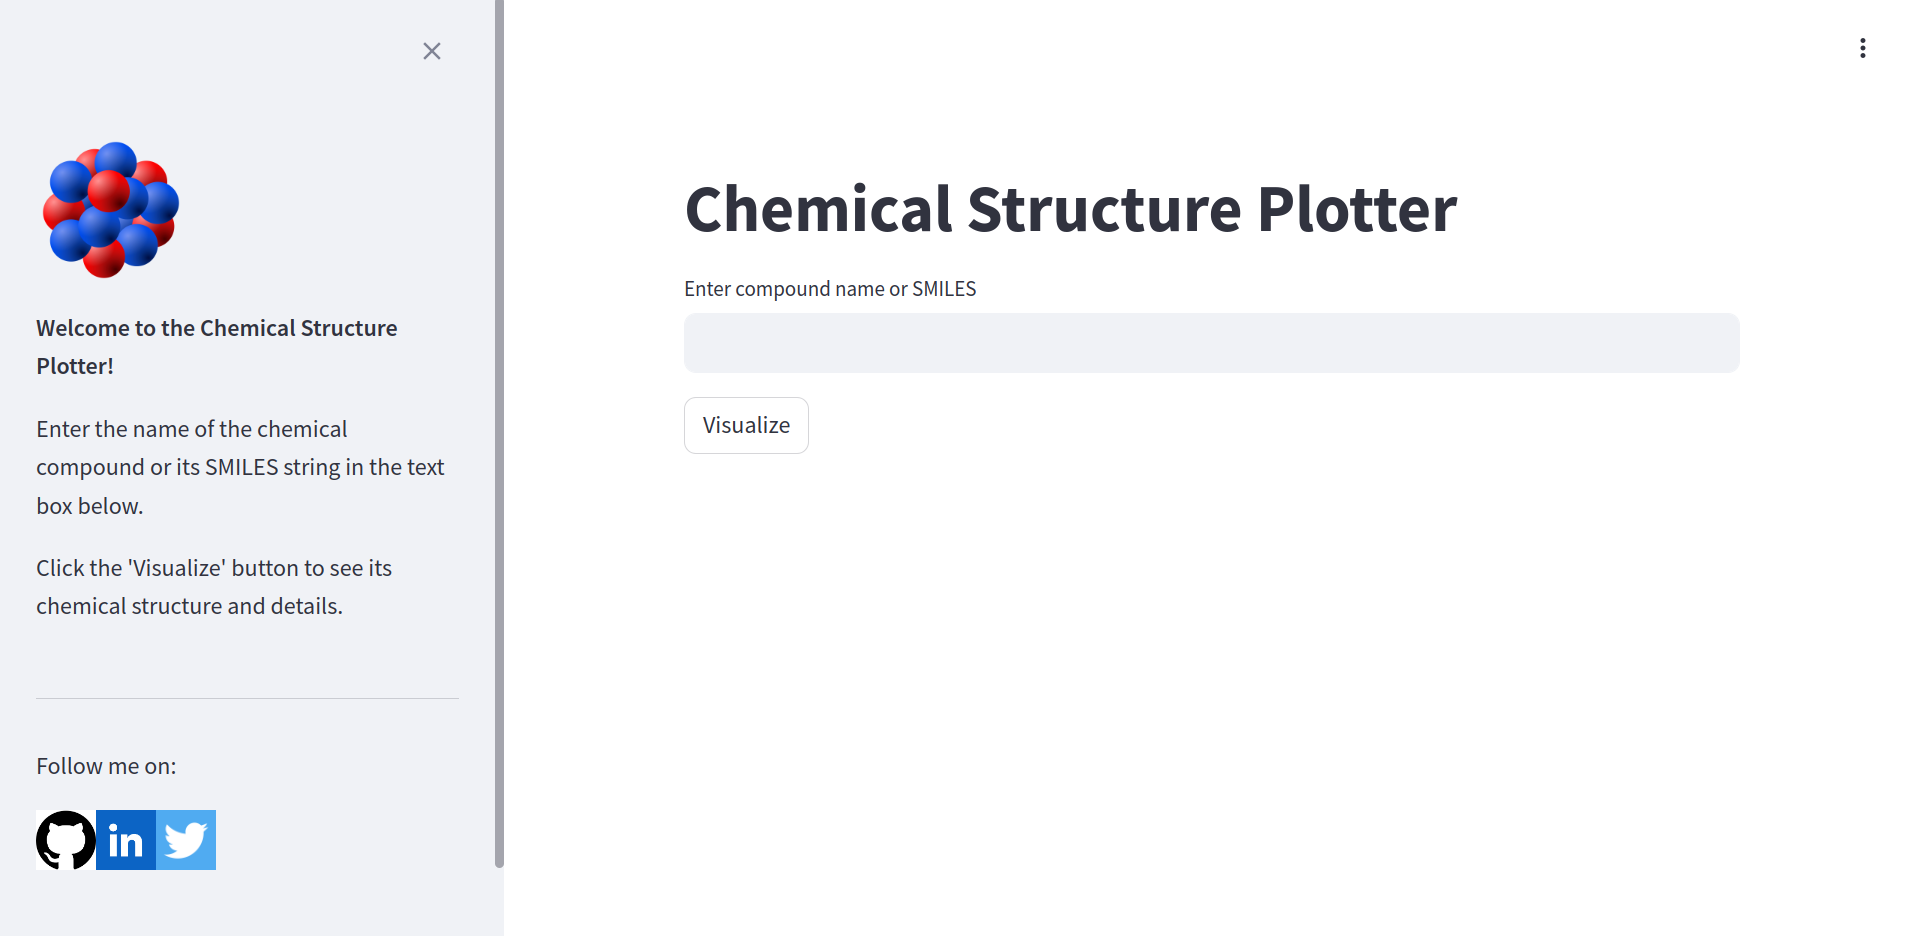 Welcome to the Chemical Structure
Plotter!
Enter the name of the chemical
compound or its SMILES string in the text
box below.
Click the 'Visualize' button to see its
chemical structure and details.
Follow me on:
in
Chemical Structure Plotter
Enter compound name or SMILES
Visualize